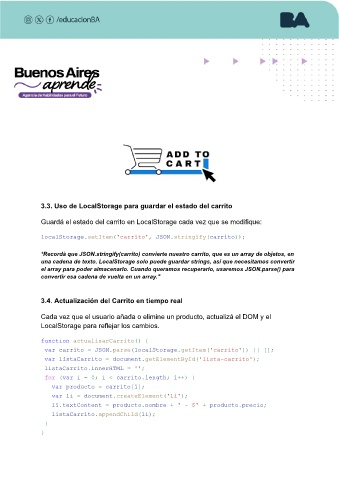 /educacionBA
BA
Buenos Aires
aprende
Agencia de Habilidades para el Futuro
ADD TO
CART
3.3. Uso de LocalStorage para guardar el estado del carrito
Guardá el estado del carrito en LocalStorage cada vez que se modifique:
localStorage.setItem('carrito', JSON.stringify(carrito));
"Recordá que JSON.stringify(carrito) convierte nuestro carrito, que es un array de objetos, en
una cadena de texto. LocalStorage solo puede guardar strings, así que necesitamos convertir
el array para poder almacenarlo. Cuando queramos recuperarlo, usaremos JSON.parse() para
convertir esa cadena de vuelta en un array."
3.4. Actualización del Carrito en tiempo real
Cada vez que el usuario añada o elimine un producto, actualizá el DOM y el
LocalStorage para reflejar los cambios.
function actualizarCarrito() {
var carrito = JSON.parse(localStorage.getItem('carrito')) || [];
var listaCarrito = document.getElementById('lista-carrito');
listaCarrito.innerHTML = '';
for (var i = 0; i < carrito.length; i++) {
var producto = carrito[i];
var li = document.createElement('li');
li.textContent = producto.nombre + ' - $' + producto.precio;
listaCarrito.appendChild(li);
}
}